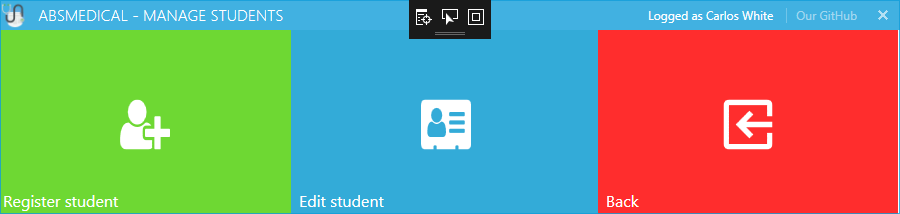 ABSMEDICAL - MANAGE STUDENTS
Logged as Carlos White
Our GitHub
Register student
Edit student
Back